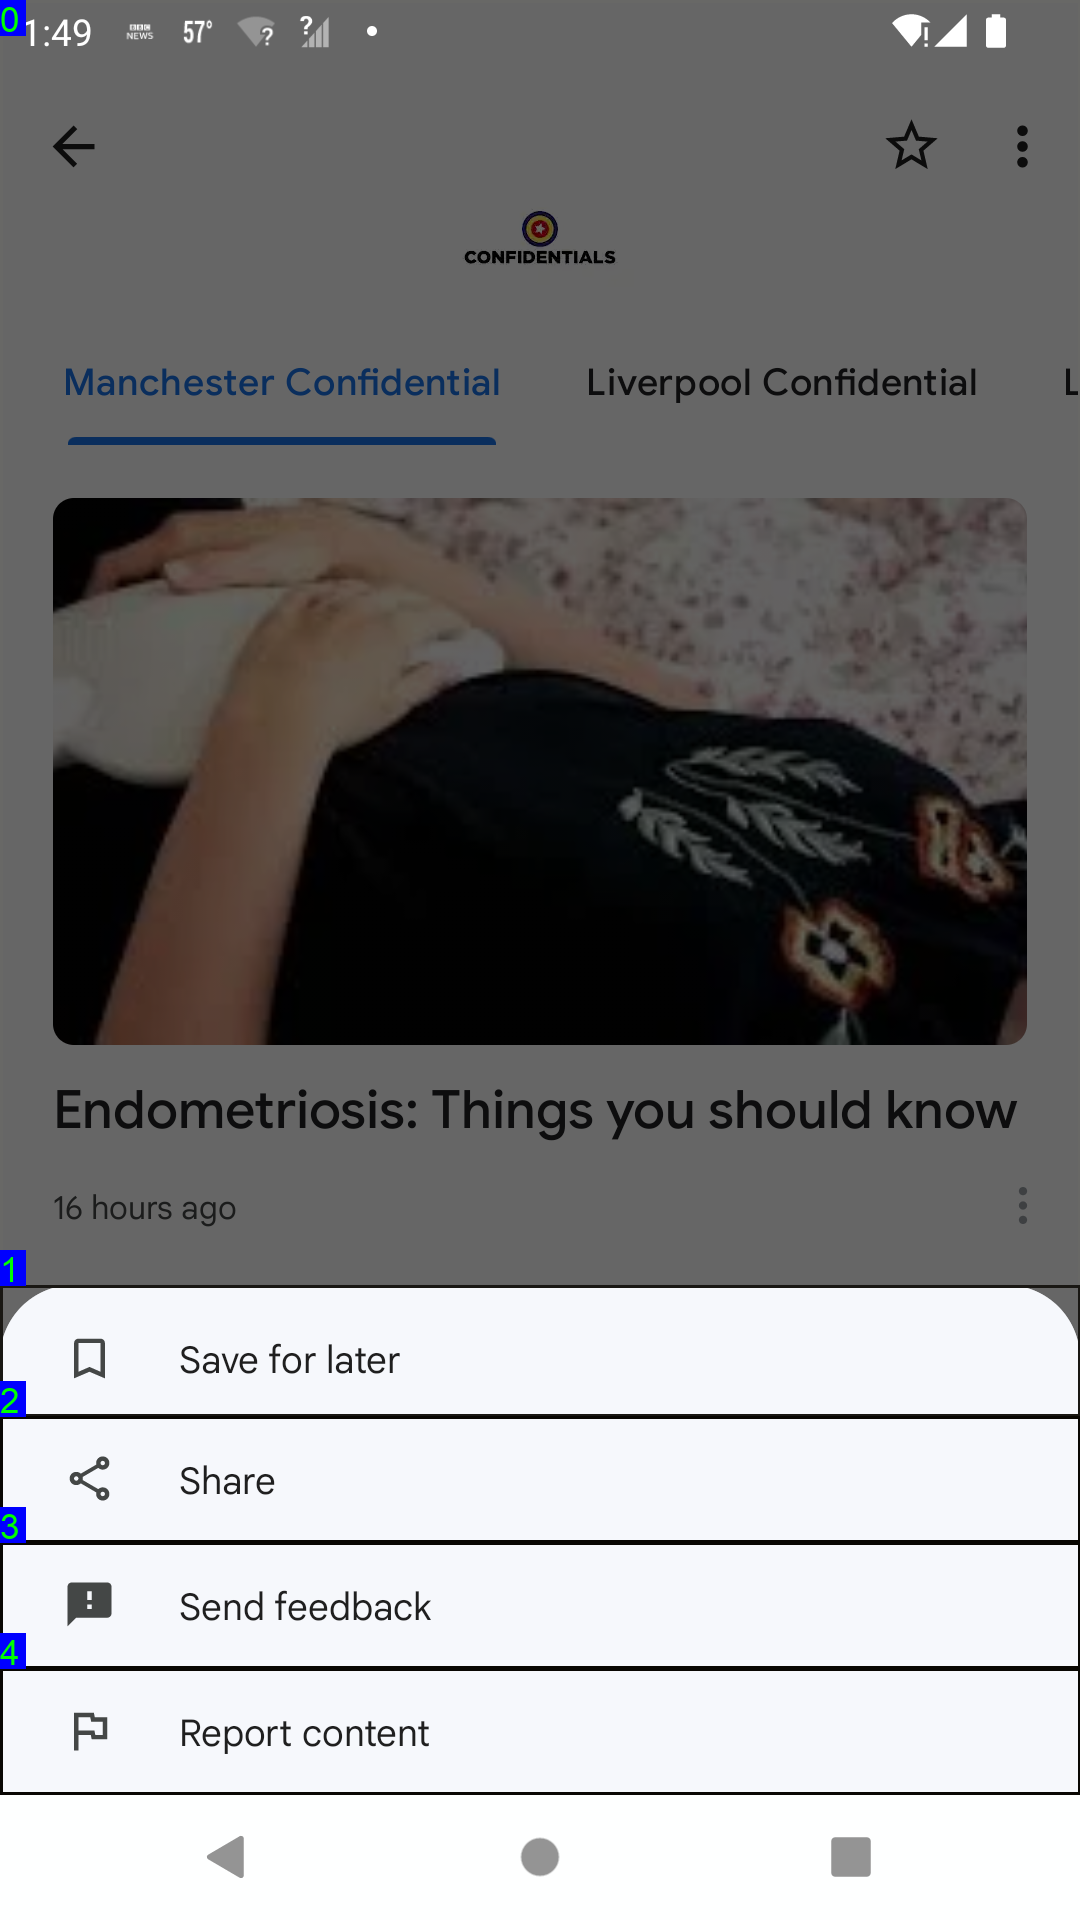 0
1:49
BBC
NEWS
57°
?
?
CONFIDENTIALS
Manchester Confidential
Liverpool Confidential
L
Endometriosis: Things you should know
16 hours ago
1
Save for later
2
Share
3
Send feedback
4
Report content